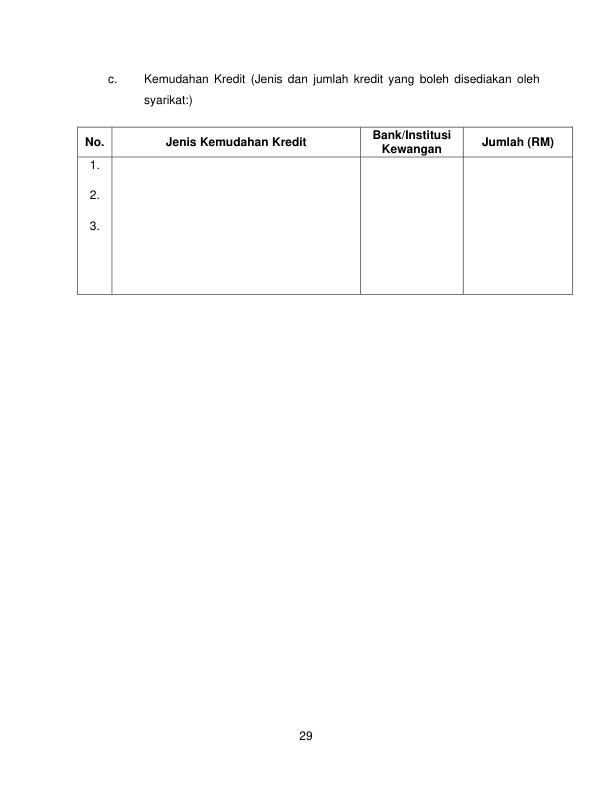 c. Kemudahan Kredit (Jenis dan jumlah kredit yang boleh disediakan oleh
syarikat:)
No. Jenis Kemudahan Kredit Bank/Institusi Kewangan Jumlah (RM)
1.
2.
3.
29